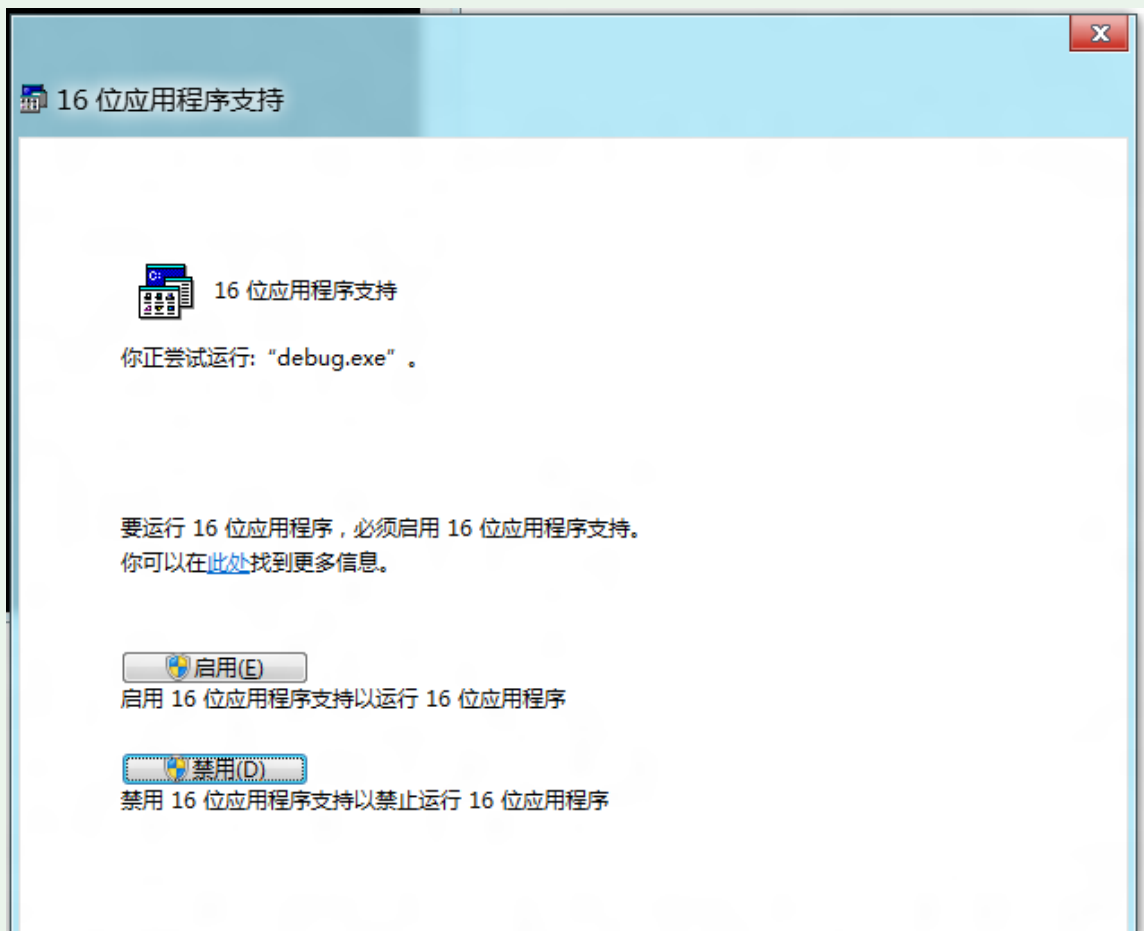 16 位应用程序支持
C:
16 位应用程序支持
你正尝试运行: “debug.exe” 。
要运行 16 位应用程序，必须启用 16 位应用程序支持。
你可以在此处找到更多信息。
启用(E)
启用 16 位应用程序支持以运行 16 位应用程序
禁用(D)
禁用 16 位应用程序支持以禁止运行 16 位应用程序